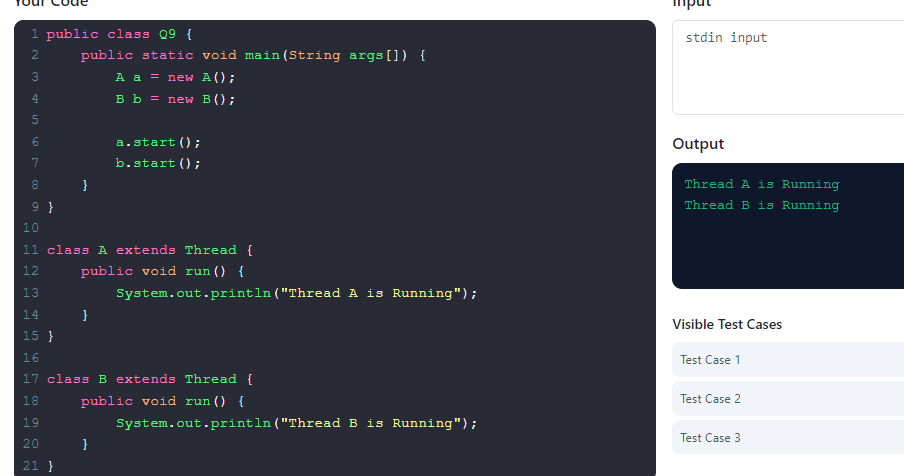 Your Code
1 public class Q9 {
2     public static void main(String args[]) {
3         A a = new A();
4         B b = new B();
5
6         a.start();
7         b.start();
8     }
9 }
10
11 class A extends Thread {
12     public void run() {
13         System.out.println("Thread A is Running");
14     }
15 }
16
17 class B extends Thread {
18     public void run() {
19         System.out.println("Thread B is Running");
20     }
21 }
Input
stdin input
Output
Thread A is Running
Thread B is Running
Visible Test Cases
Test Case 1
Test Case 2
Test Case 3